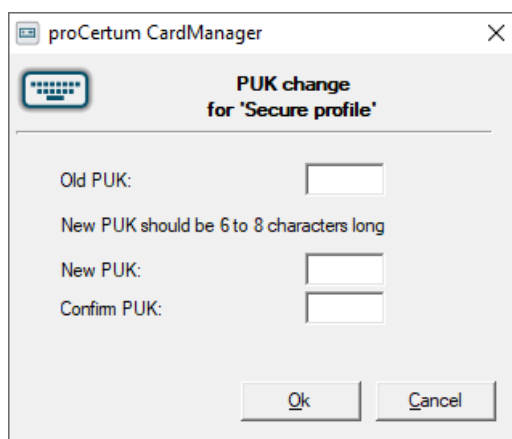 proCertum CardManager
PUK change
for 'Secure profile'
Old PUK:
New PUK should be 6 to 8 characters long
New PUK:
Confirm PUK:
Ok
Cancel